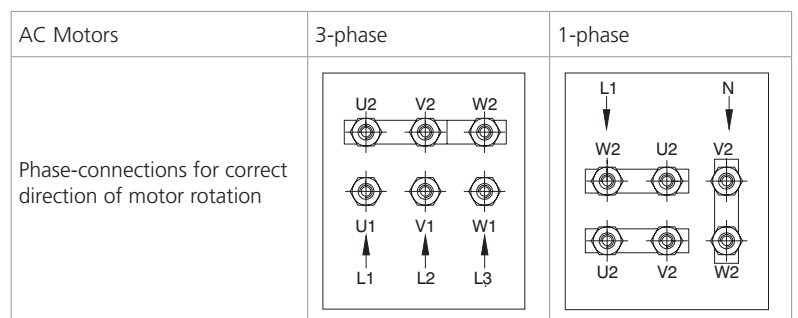 AC Motors 3-phase 1-phase
Phase-connections for correct
direction of motor rotation
U2 V2 W2
U1 V1 W1
L1 L2 L3
L1 N
W2 U2 V2
U2 V2 W2